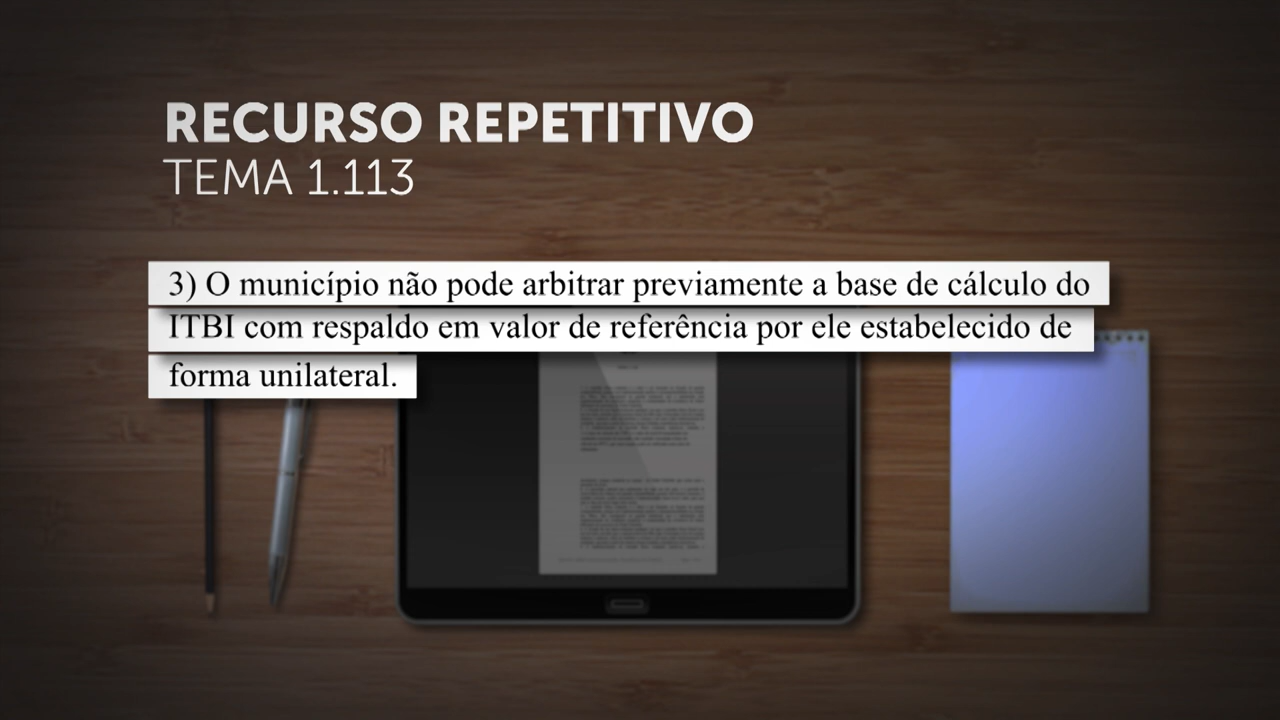 RECURSO REPETITIVO
TEMA 1.113
3) O município não pode arbitrar previamente a base de cálculo do
ITBI com respaldo em valor de referência por ele estabelecido de
forma unilateral.